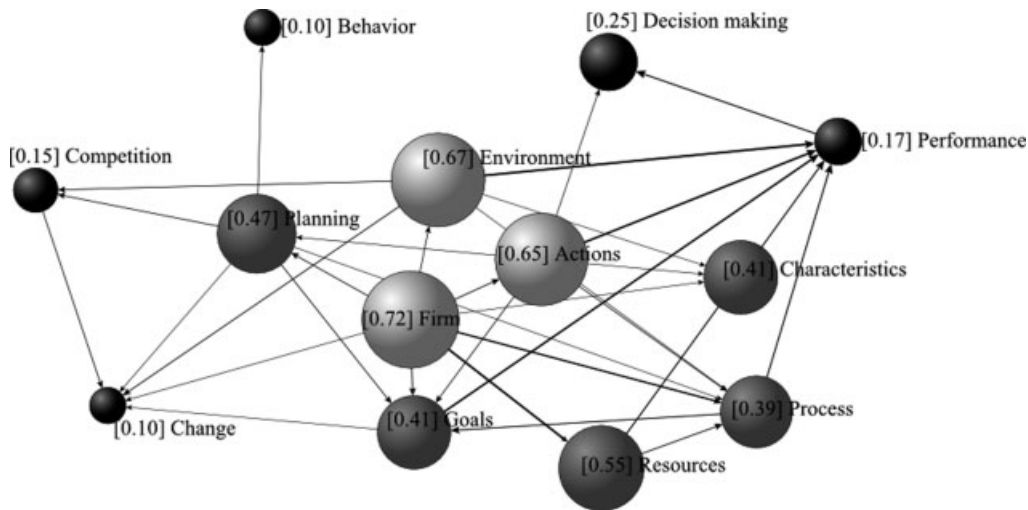 [0.10] Behavior
[0.25] Decision making
[0.17] Performance
[0.15] Competition
[0.67] Environment
[0.47] Planning
[0.65] Actions
[0.41] Characteristics
[0.72] Firm
[0.10] Change
[0.41] Goals
[0.39] Process
[0.55] Resources